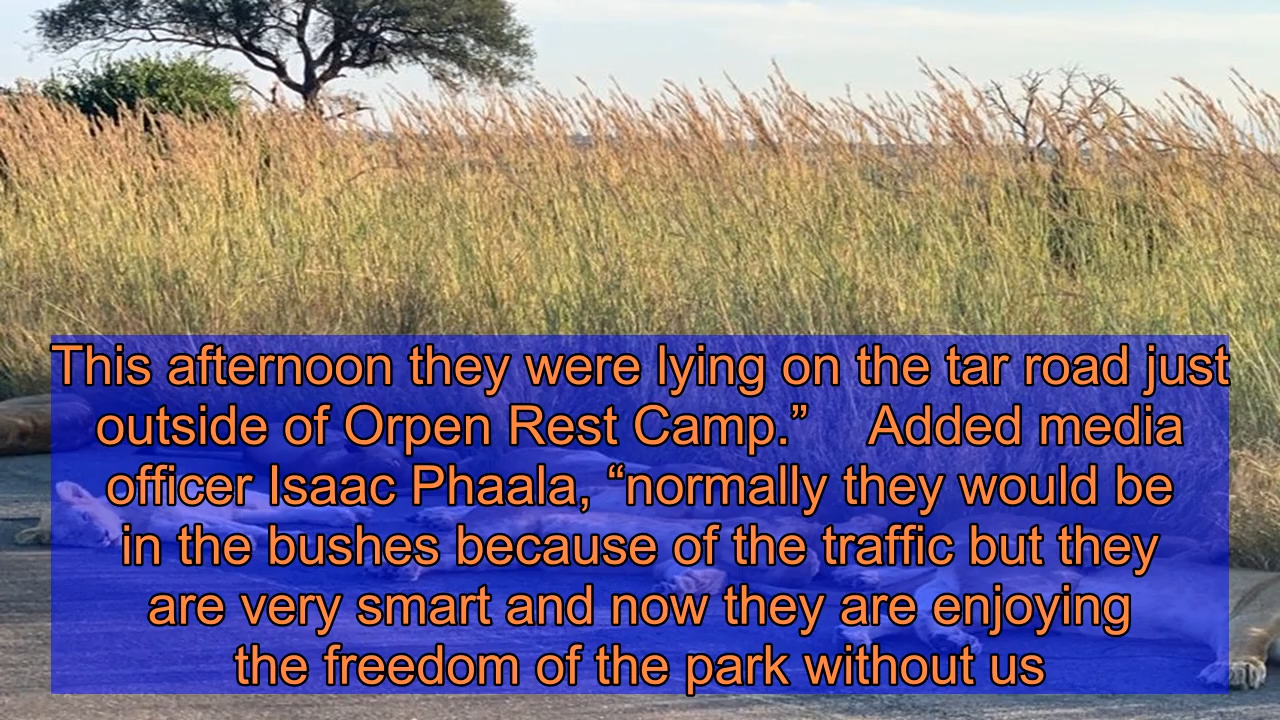 This afternoon they were lying on the tar road just
outside of Orpen Rest Camp.”    Added media
officer Isaac Phaala, “normally they would be
in the bushes because of the traffic but they
are very smart and now they are enjoying
the freedom of the park without us